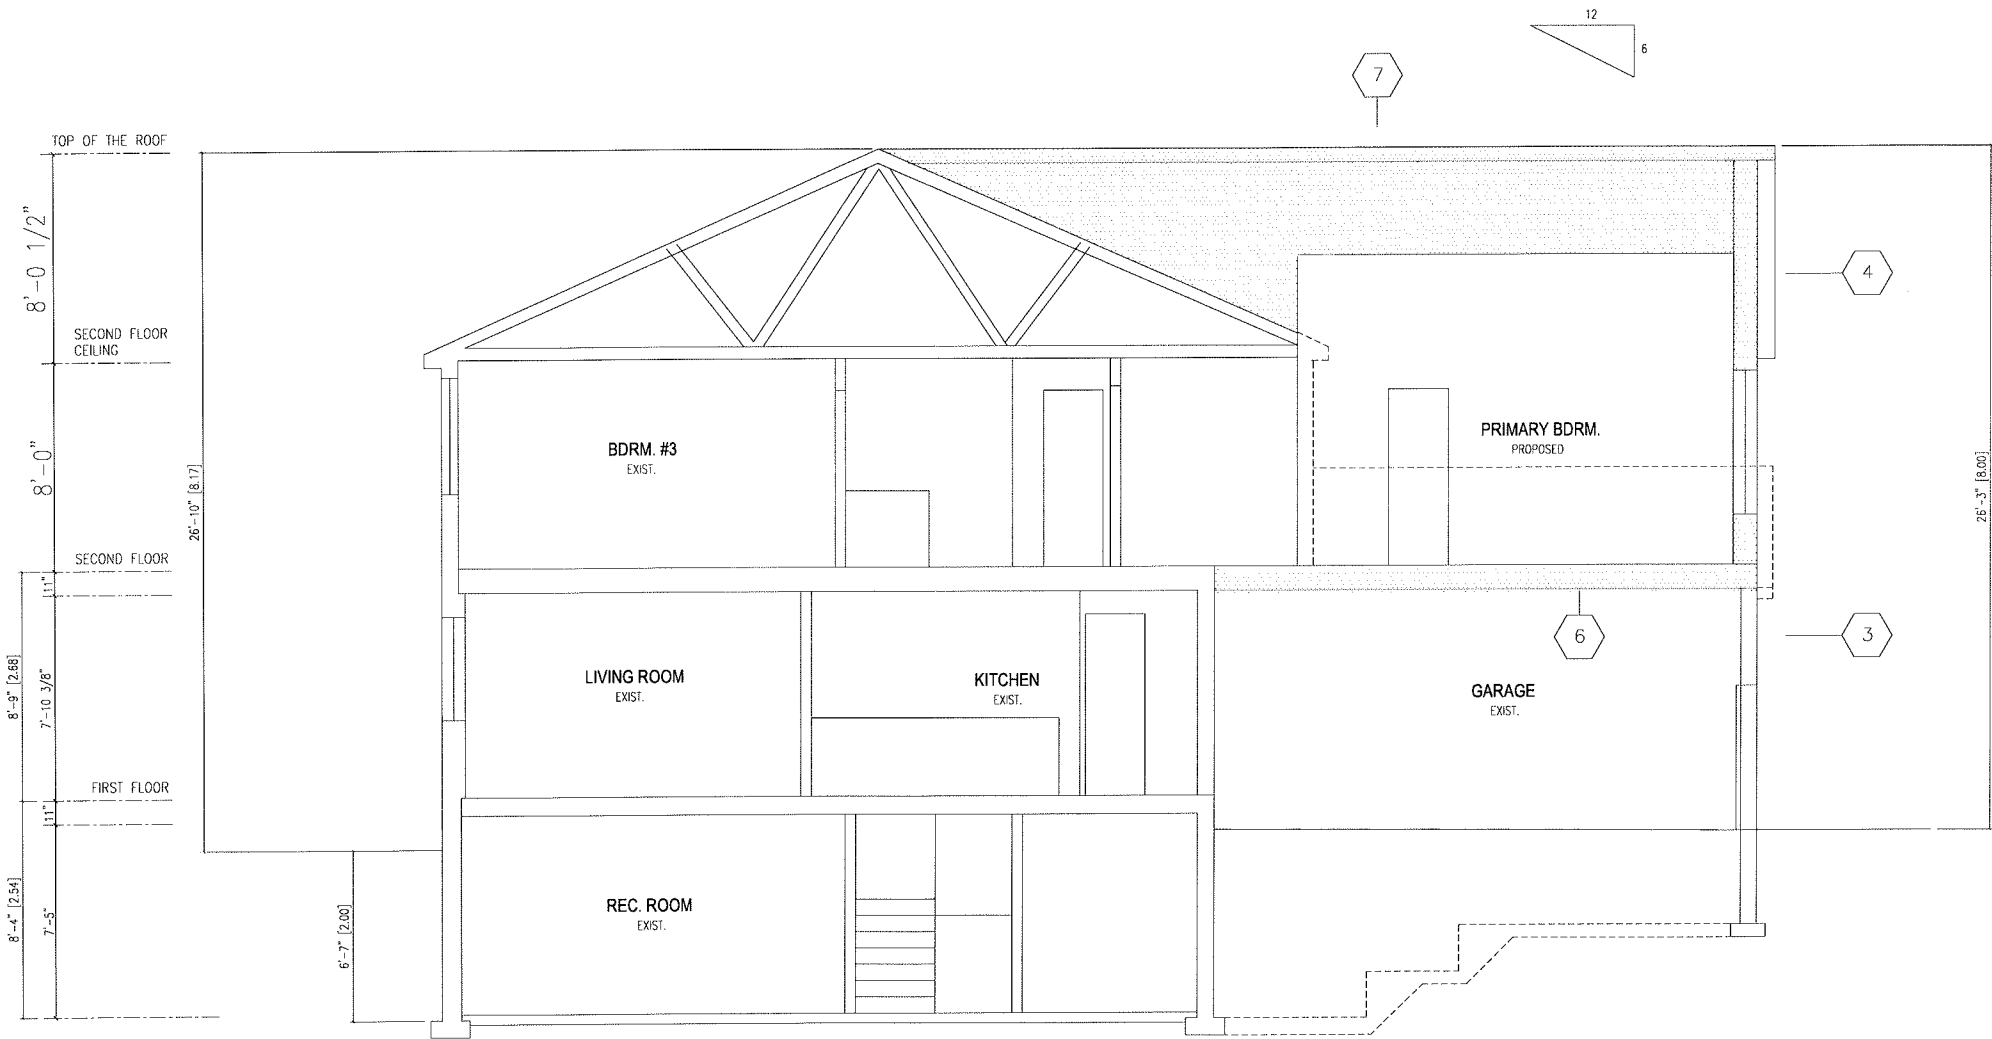 12
6
7
TOP OF THE ROOF
8'-0 1/2"
4
SECOND FLOOR
CEILING
8'-0"
BDRM. #3
EXIST.
PRIMARY BDRM.
PROPOSED
26'-10" [8.17]
26'-3" [8.00]
SECOND FLOOR
11"
6
3
8'-9" [2.68]
7'-10 3/8"
LIVING ROOM
EXIST.
KITCHEN
EXIST.
GARAGE
EXIST.
FIRST FLOOR
11"
8'-4" [2.54]
7'-5"
6'-7" [2.00]
REC. ROOM
EXIST.